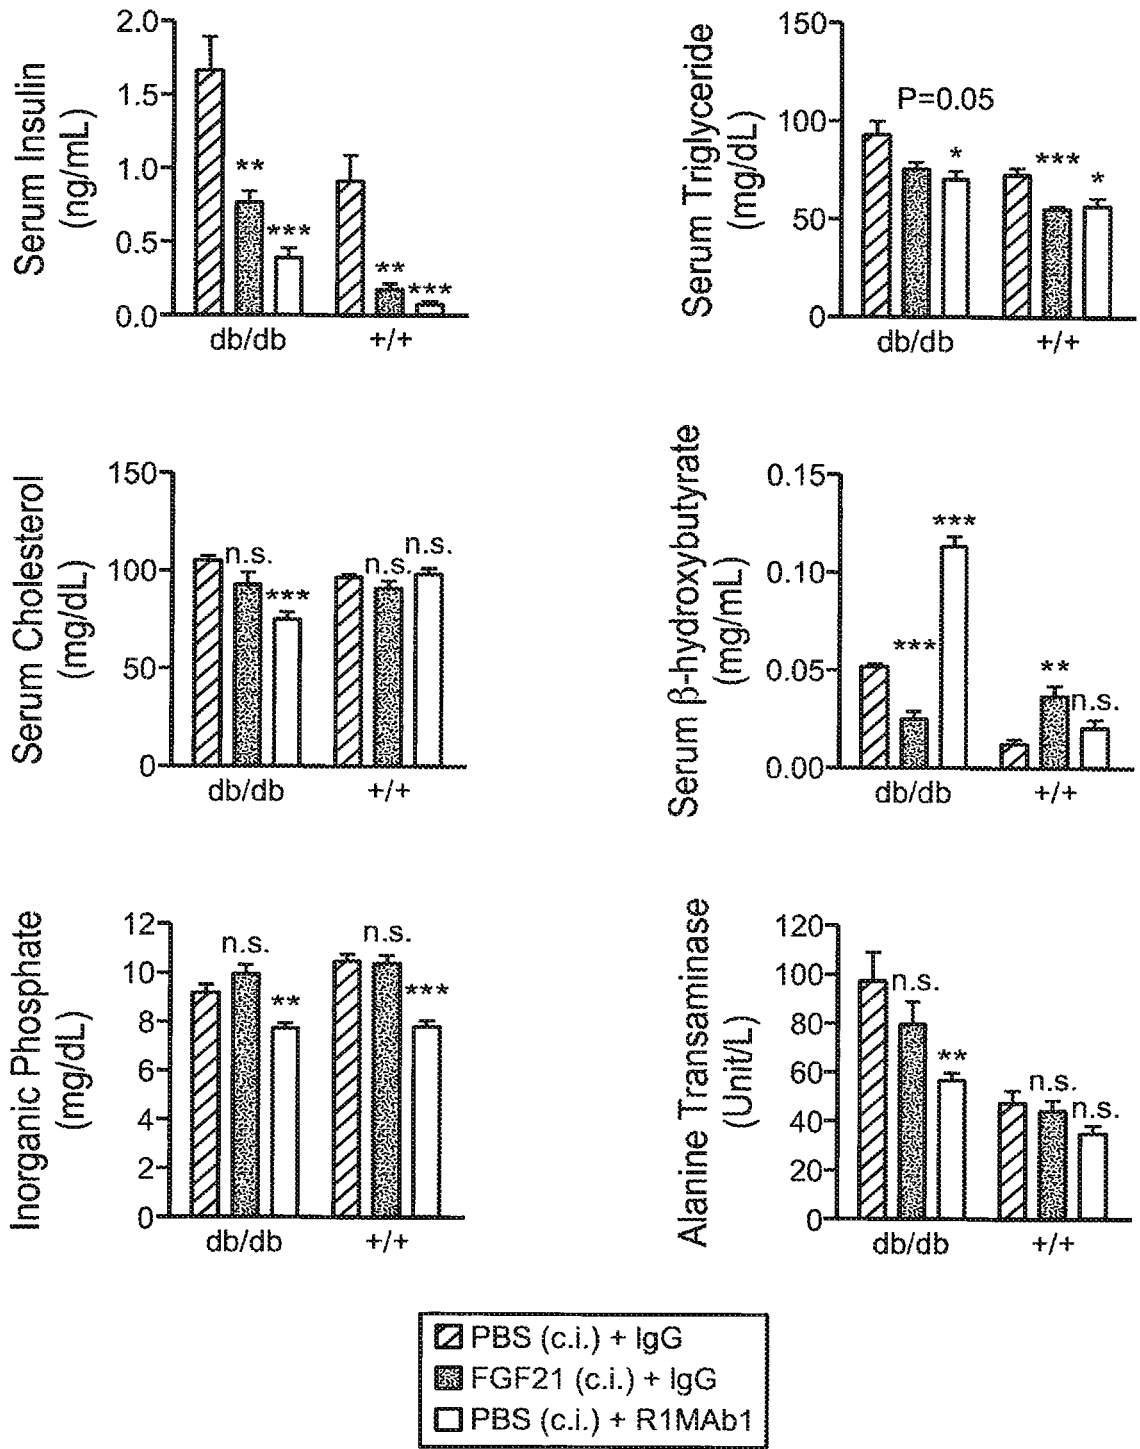 Serum Insulin
(ng/mL)
2.0
1.5
1.0
0.5
0.0
**
***
**
***
db/db
+/+
Serum Triglyceride
(mg/dL)
150
100
50
0
P=0.05
*
***
*
db/db
+/+
Serum Cholesterol
(mg/dL)
150
100
50
0
n.s.
***
n.s.
n.s.
db/db
+/+
Serum β-hydroxybutyrate
(mg/mL)
0.15
0.10
0.05
0.00
***
***
**
n.s.
db/db
+/+
Inorganic Phosphate
(mg/dL)
12
10
8
6
4
2
0
n.s.
**
n.s.
***
db/db
+/+
Alanine Transaminase
(Unit/L)
120
100
80
60
40
20
0
n.s.
**
n.s.
n.s.
db/db
+/+
PBS (c.i.) + IgG
FGF21 (c.i.) + IgG
PBS (c.i.) + R1MAb1